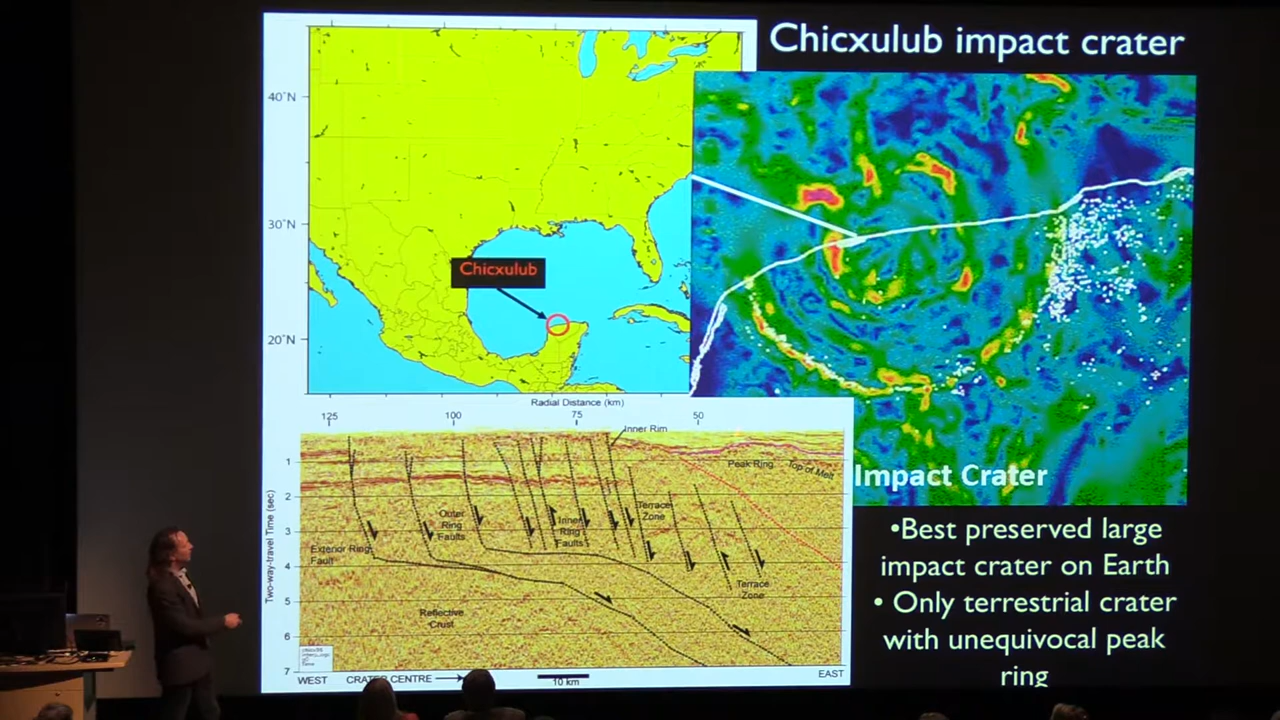 Chicxulub impact crater
40°N
30°N
20°N
Chicxulub
Radial Distance (km)
125
100
75
50
Inner Rim
Peak Ring
Top of Melt
1
2
3
4
5
6
7
Two-way-travel Time (sec)
Outer
Ring
Faults
Inner
Ring
Faults
Terrace
Zone
Exterior Ring
Fault
Terrace
Zone
Reflective
Crust
WEST
CRATER CENTRE
10 km
EAST
Impact Crater
•Best preserved large
impact crater on Earth
• Only terrestrial crater
with unequivocal peak
ring